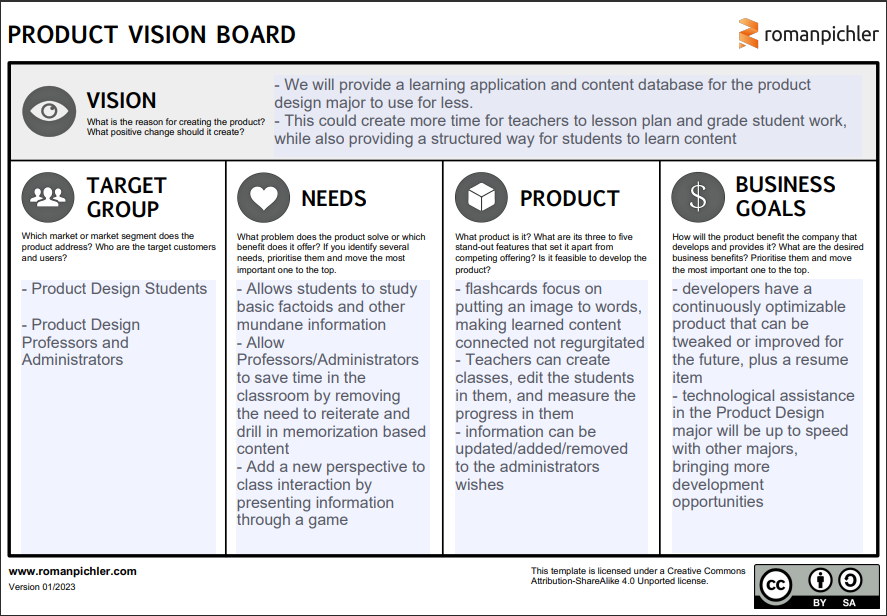 PRODUCT VISION BOARD
romanpichler
VISION
What is the reason for creating the product?
What positive change should it create?
- We will provide a learning application and content database for the product
design major to use for less.
- This could create more time for teachers to lesson plan and grade student work,
while also providing a structured way for students to learn content
TARGET
GROUP
Which market or market segment does the
product address? Who are the target customers
and users?
- Product Design Students
- Product Design
Professors and
Administrators
NEEDS
What problem does the product solve or which
benefit does it offer? If you identify several
needs, prioritise them and move the most
important one to the top.
- Allows students to study
basic factoids and other
mundane information
- Allow
Professors/Administrators
to save time in the
classroom by removing
the need to reiterate and
drill in memorization based
content
- Add a new perspective to
class interaction by
presenting information
through a game
PRODUCT
What product is it? What are its three to five
stand-out features that set it apart from
competing offering? Is it feasible to develop the
product?
- flashcards focus on
putting an image to words,
making learned content
connected not regurgitated
- Teachers can create
classes, edit the students
in them, and measure the
progress in them
- information can be
updated/added/removed
to the administrators
wishes
$
BUSINESS
GOALS
How will the product benefit the company that
develops and provides it? What are the desired
business benefits? Prioritise them and move
the most important one to the top.
- developers have a
continuously optimizable
product that can be
tweaked or improved for
the future, plus a resume
item
- technological assistance
in the Product Design
major will be up to speed
with other majors,
bringing more
development
opportunities
www.romanpichler.com
Version 01/2023
This template is licensed under a Creative Commons
Attribution-ShareAlike 4.0 Unported license.
cc
BY SA